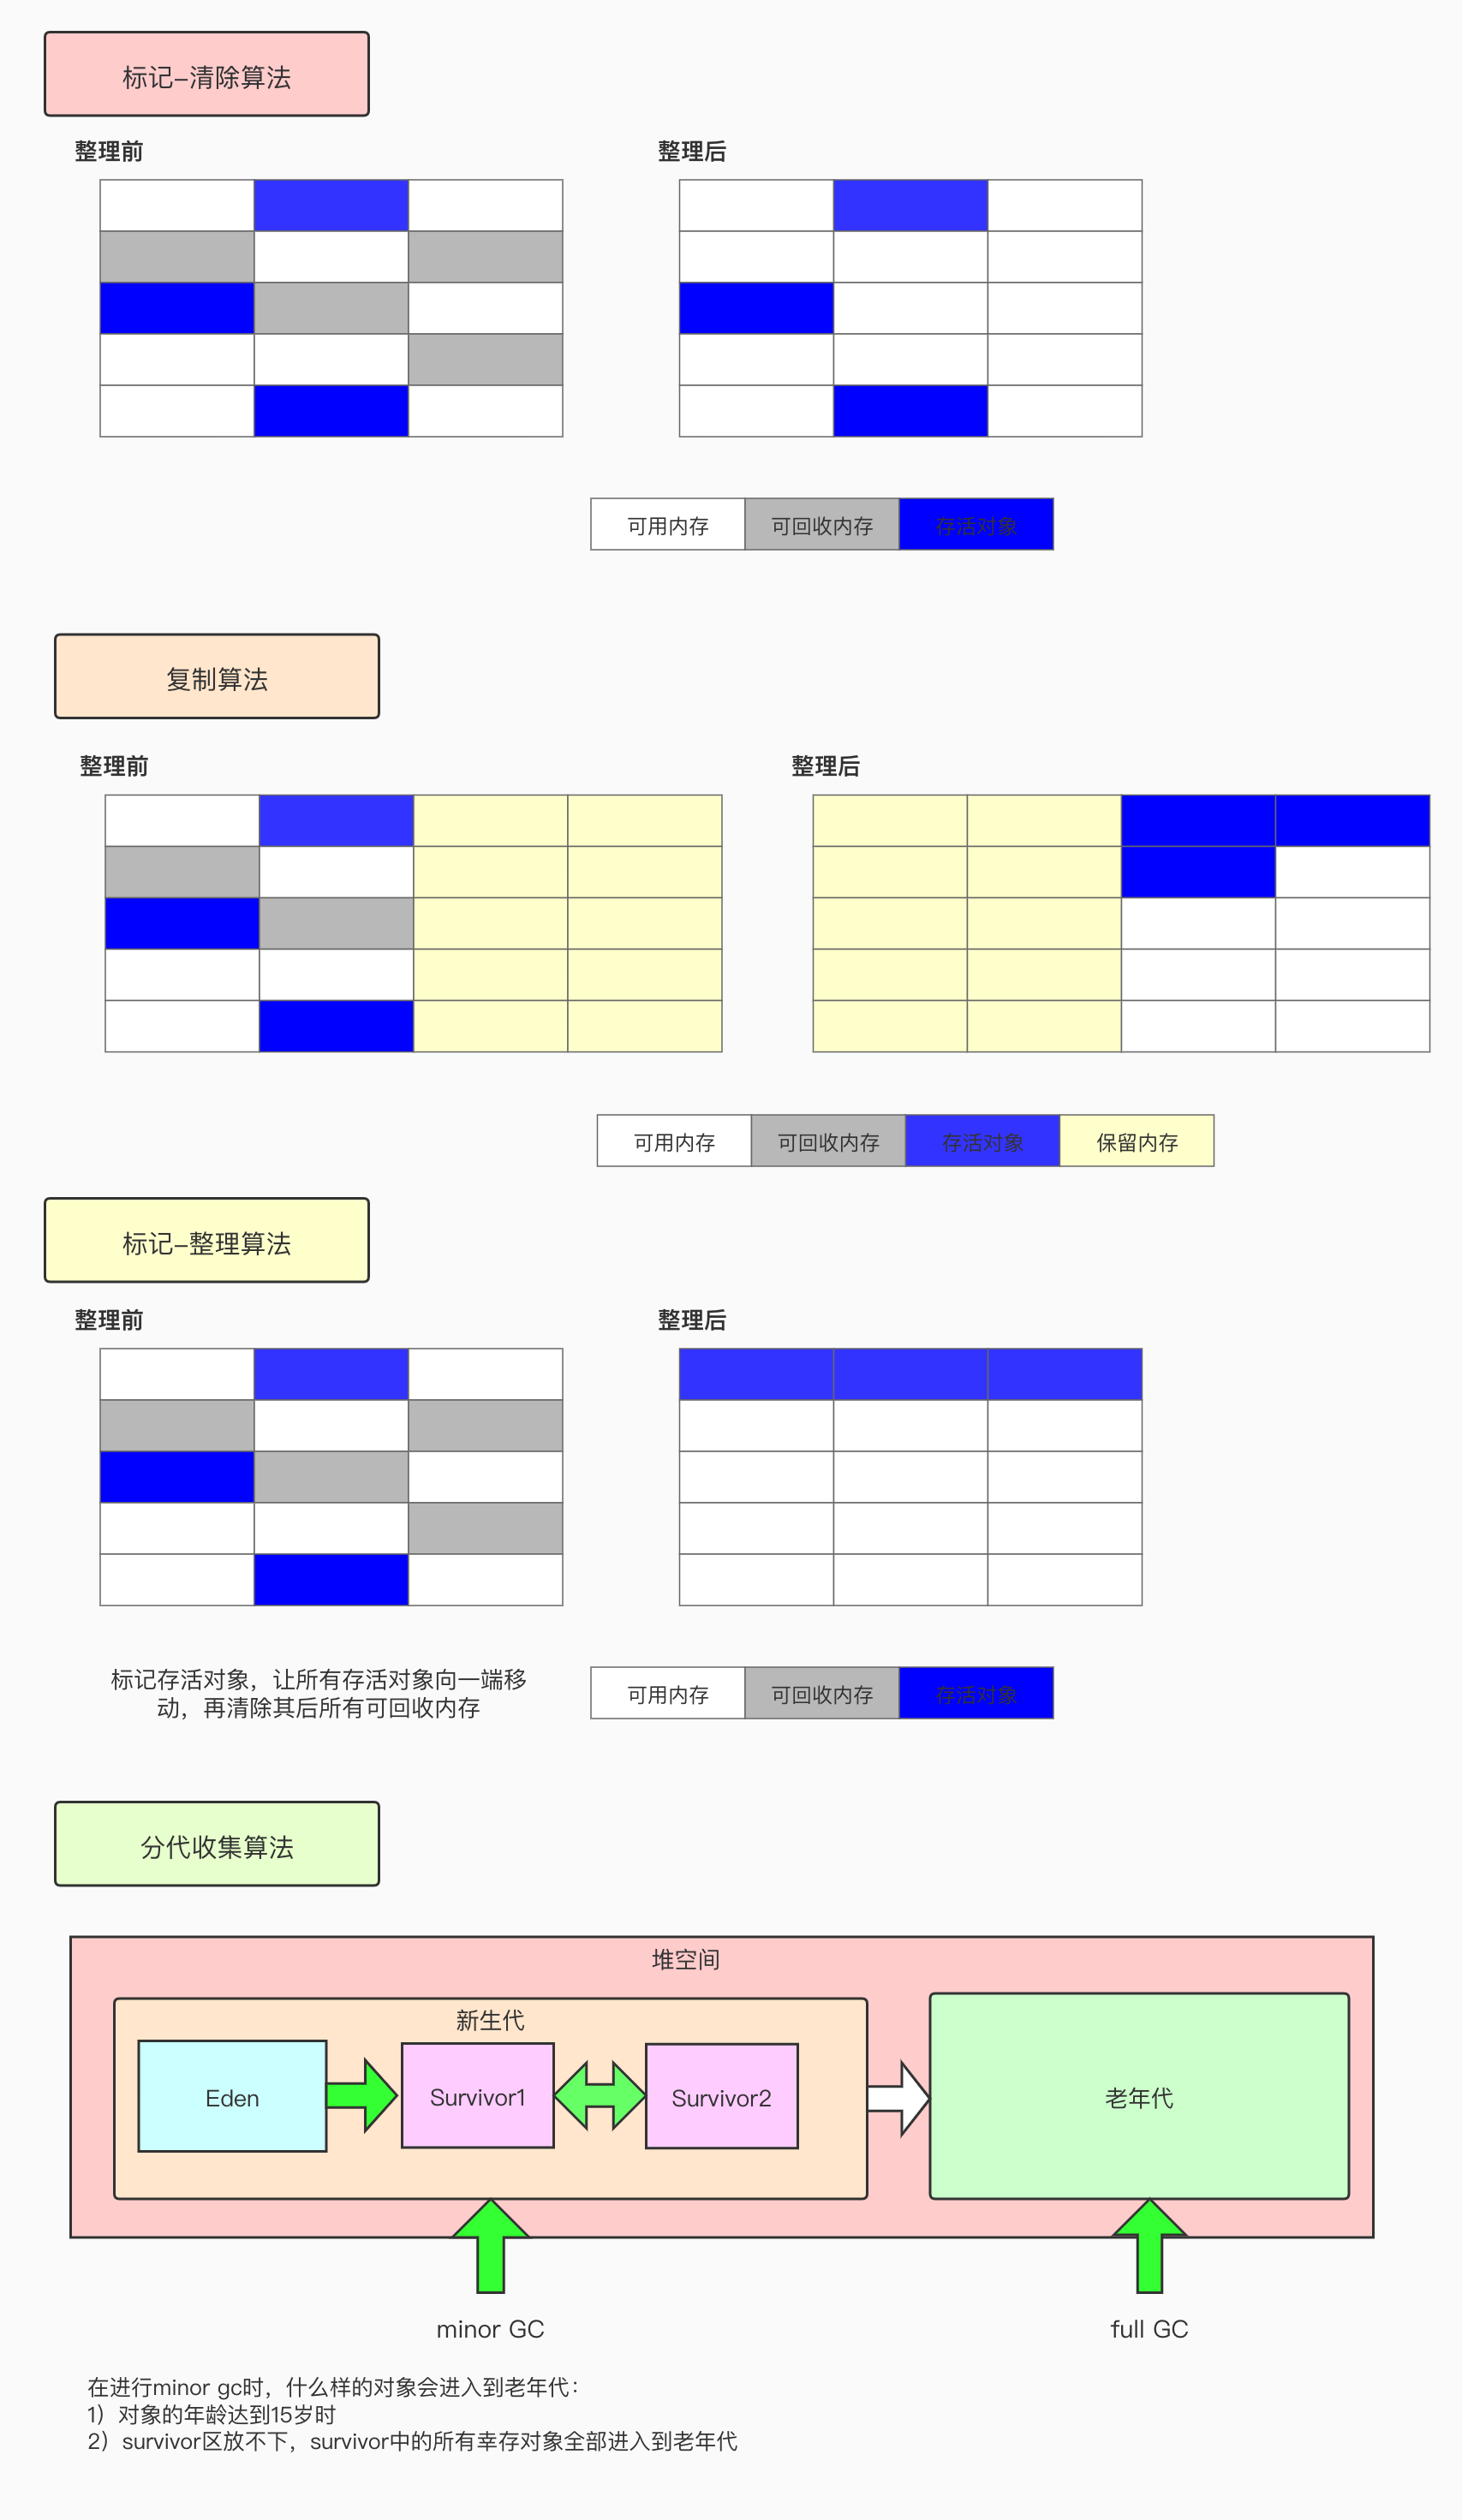 标记-清除算法
整理前
整理后
可用内存 可回收内存 存活对象
复制算法
整理前
整理后
可用内存 可回收内存 存活对象 保留内存
标记-整理算法
整理前
整理后
标记存活对象，让所有存活对象向一端移
动，再清除其后所有可回收内存
可用内存 可回收内存 存活对象
分代收集算法
堆空间
新生代
Eden
Survivor1
Survivor2
老年代
minor GC
full GC
在进行minor gc时，什么样的对象会进入到老年代：
1）对象的年龄达到15岁时
2）survivor区放不下，survivor中的所有幸存对象全部进入到老年代